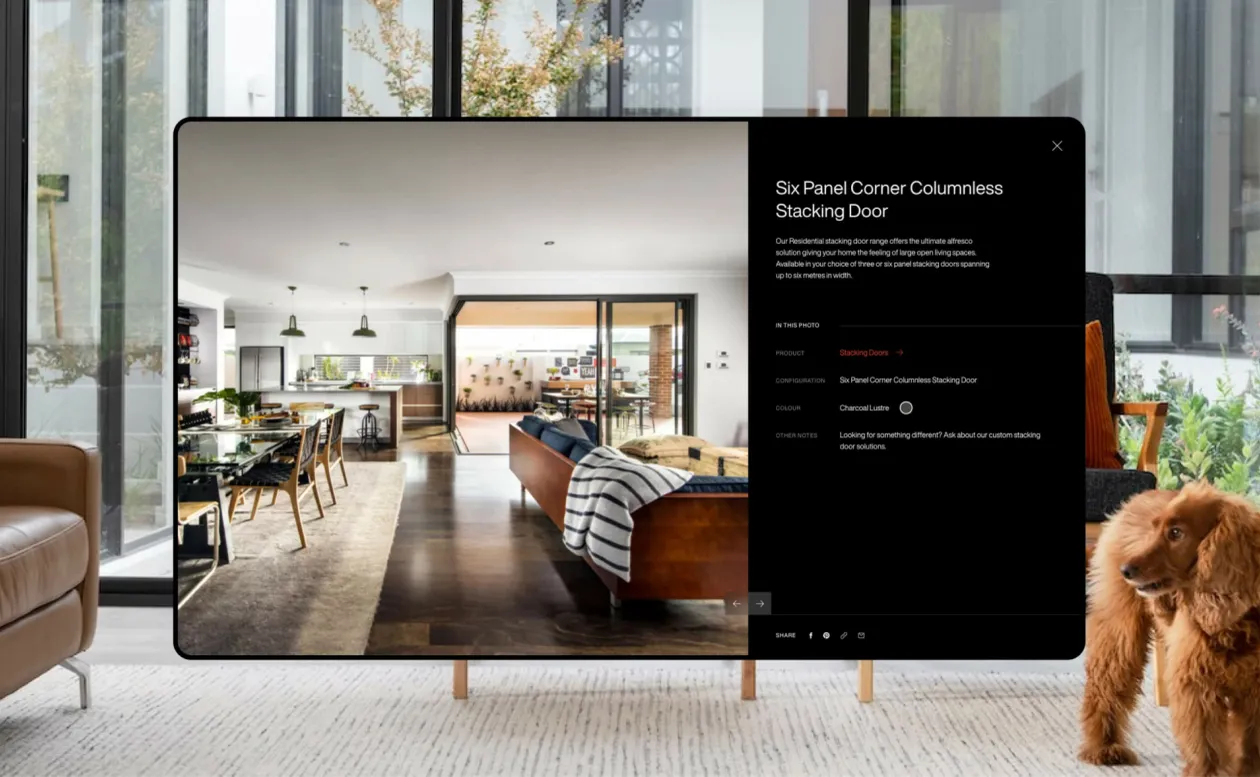 Six Panel Corner Columnless
Stacking Door
Our Residential stacking door range offers the ultimate alfresco
solution giving your home the feeling of large open living spaces.
Available in your choice of three or six panel stacking doors spanning
up to six metres in width.
IN THIS PHOTO
PRODUCT Stacking Doors →
CONFIGURATION Six Panel Corner Columnless Stacking Door
COLOUR Charcoal Lustre
OTHER NOTES Looking for something different? Ask about our custom stacking
door solutions.
SHARE